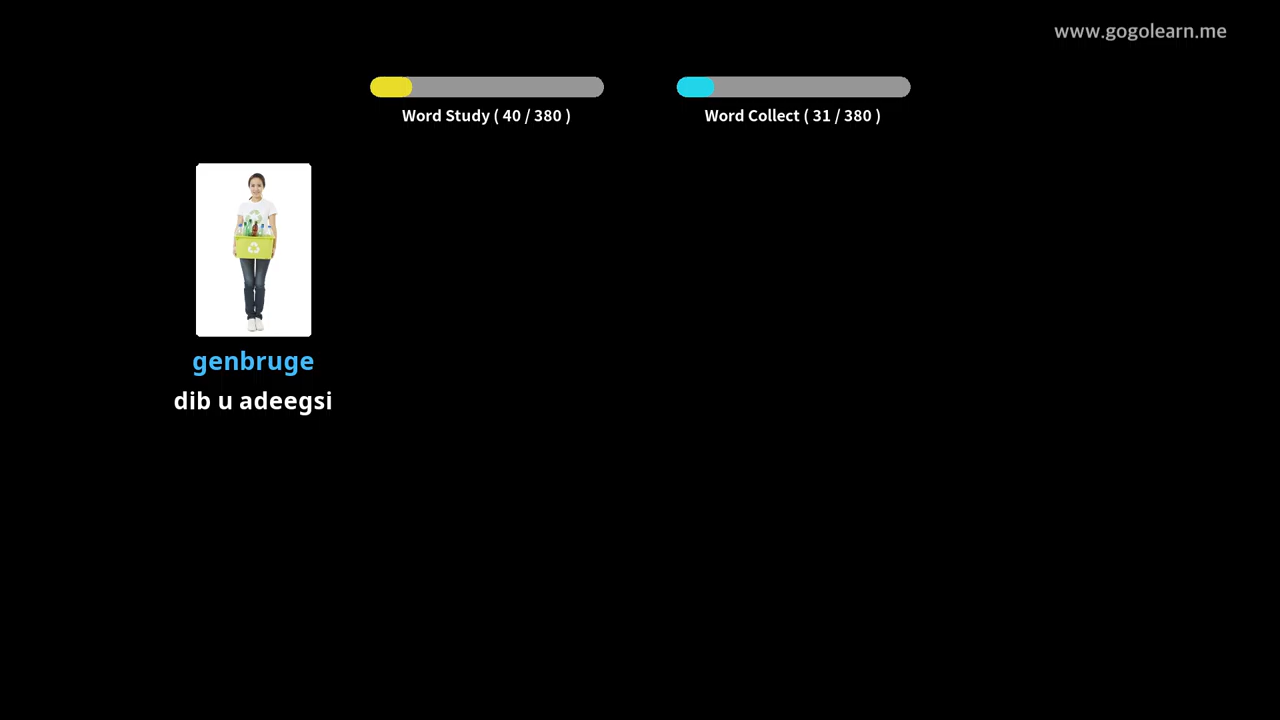 www.gogolearn.me
Word Study ( 40 / 380 )
Word Collect ( 31 / 380 )
genbruge
dib u adeegsi